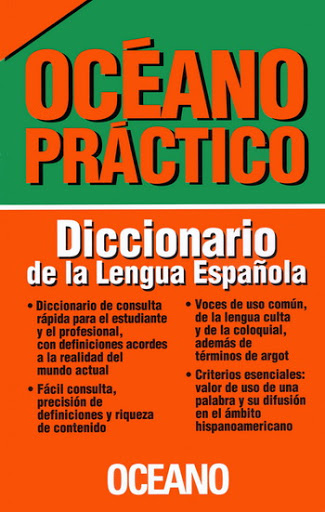 OCÉANO
PRÁCTICO
Diccionario
de la Lengua Española
• Diccionario de consulta
rápida para el estudiante
y el profesional,
con definiciones acordes
a la realidad del
mundo actual
• Fácil consulta,
precisión de
definiciones y riqueza
de contenido
• Voces de uso común,
de la lengua culta
y de la coloquial,
además de
términos de argot
• Criterios esenciales:
valor de uso de una
palabra y su difusión
en el ámbito
hispanoamericano
OCEANO